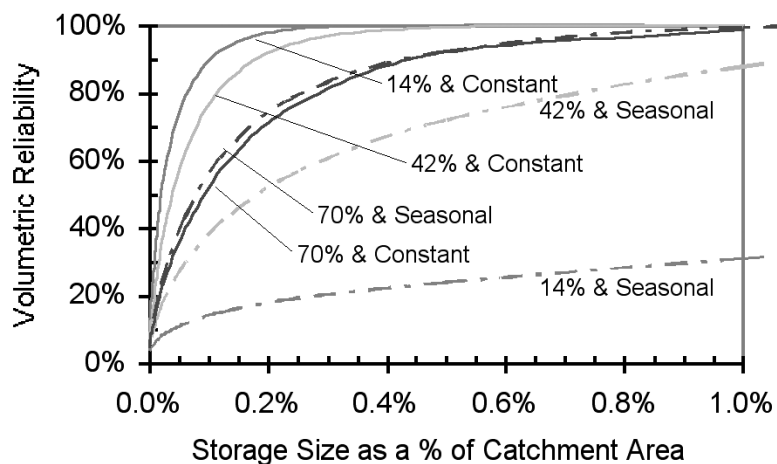 100%
80%
60%
40%
20%
0%
Volumetric Reliability
14% & Constant
42% & Seasonal
42% & Constant
70% & Seasonal
70% & Constant
14% & Seasonal
0.0% 0.2% 0.4% 0.6% 0.8% 1.0%
Storage Size as a % of Catchment Area